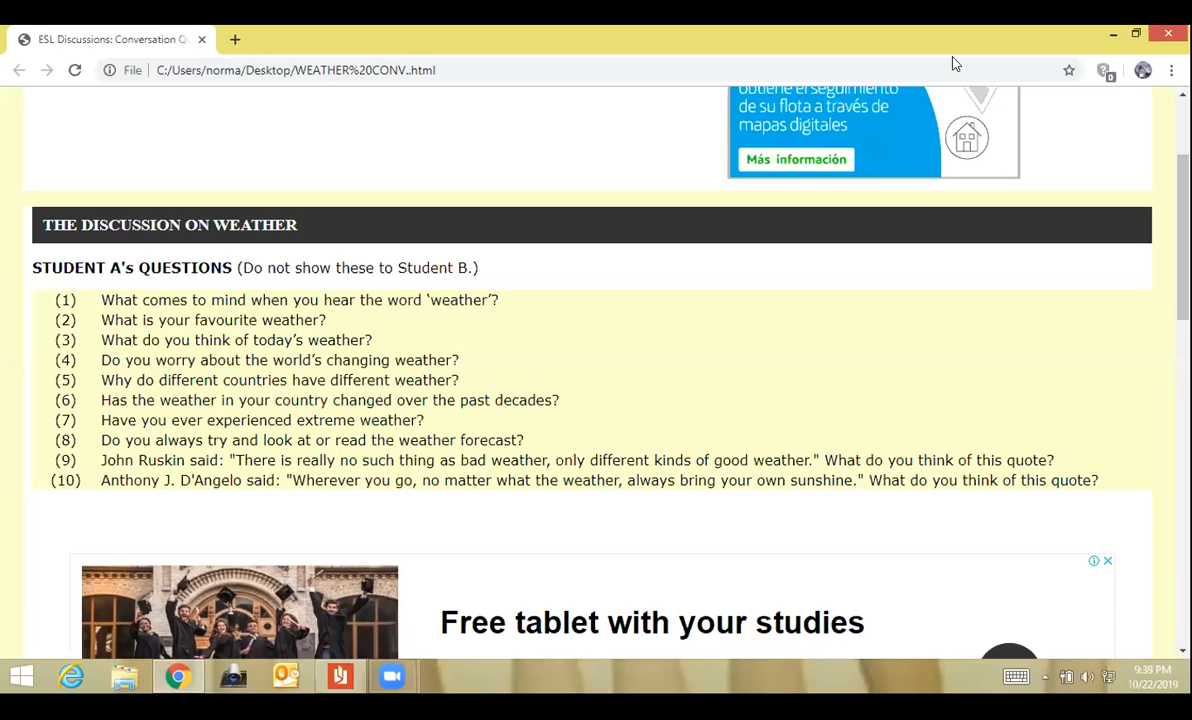 ESL Discussions: Conversation Q
File
C:/Users/norma/Desktop/WEATHER%20CONV..html
0
obtiene el seguimiento
de su flota a través de
mapas digitales
Más información
THE DISCUSSION ON WEATHER
STUDENT A's QUESTIONS (Do not show these to Student B.)
(1) What comes to mind when you hear the word ‘weather’?
(2) What is your favourite weather?
(3) What do you think of today’s weather?
(4) Do you worry about the world’s changing weather?
(5) Why do different countries have different weather?
(6) Has the weather in your country changed over the past decades?
(7) Have you ever experienced extreme weather?
(8) Do you always try and look at or read the weather forecast?
(9) John Ruskin said: "There is really no such thing as bad weather, only different kinds of good weather." What do you think of this quote?
(10) Anthony J. D'Angelo said: "Wherever you go, no matter what the weather, always bring your own sunshine." What do you think of this quote?
Free tablet with your studies
9:39 PM
10/22/2019